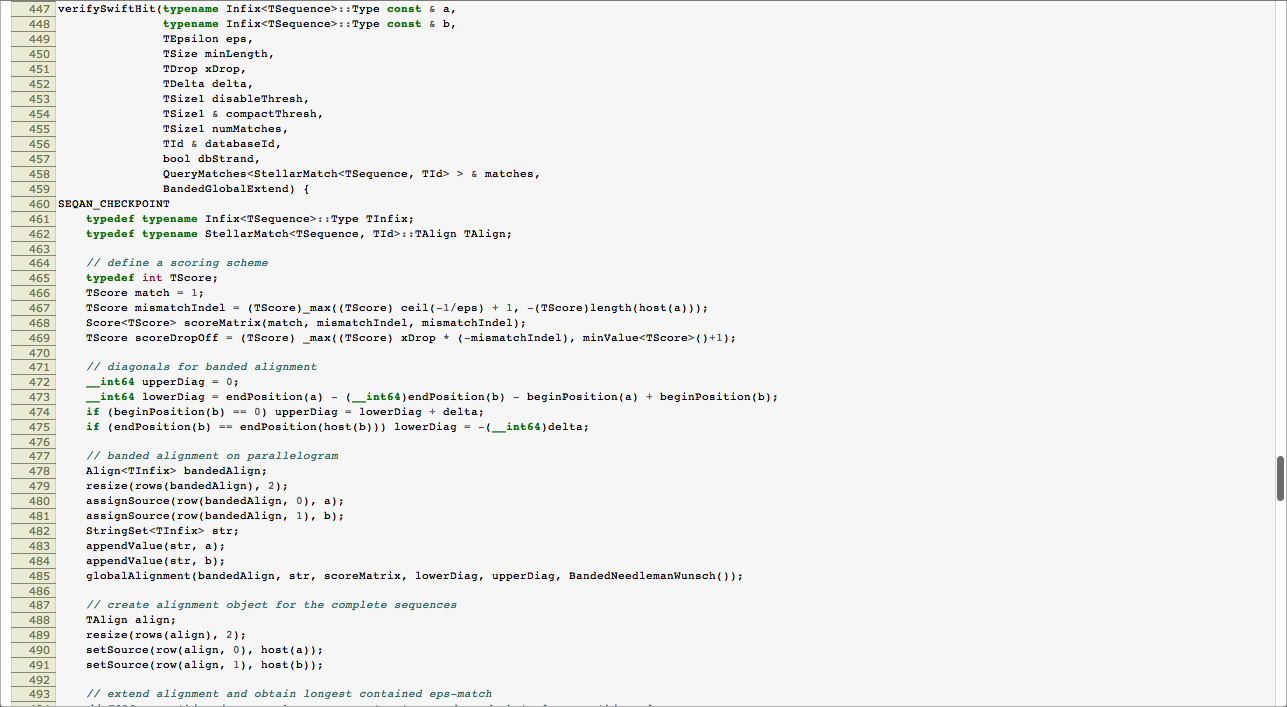 447 verifySwiftHit(typename Infix<TSequence>::Type const & a,
448                typename Infix<TSequence>::Type const & b,
449                TEpsilon eps,
450                TSize minLength,
451                TDrop xDrop,
452                TDelta delta,
453                TSize1 disableThresh,
454                TSize1 & compactThresh,
455                TSize1 numMatches,
456                TId & databaseId,
457                bool dbStrand,
458                QueryMatches<StellarMatch<TSequence, TId> > & matches,
459                BandedGlobalExtend) {
460 SEQAN_CHECKPOINT
461     typedef typename Infix<TSequence>::Type TInfix;
462     typedef typename StellarMatch<TSequence, TId>::TAlign TAlign;
463
464     // define a scoring scheme
465     typedef int TScore;
466     TScore match = 1;
467     TScore mismatchIndel = (TScore)_max((TScore) ceil(-1/eps) + 1, -(TScore)length(host(a)));
468     Score<TScore> scoreMatrix(match, mismatchIndel, mismatchIndel);
469     TScore scoreDropOff = (TScore) _max((TScore) xDrop * (-mismatchIndel), minValue<TScore>()+1);
470
471     // diagonals for banded alignment
472     __int64 upperDiag = 0;
473     __int64 lowerDiag = endPosition(a) - (__int64)endPosition(b) - beginPosition(a) + beginPosition(b);
474     if (beginPosition(b) == 0) upperDiag = lowerDiag + delta;
475     if (endPosition(b) == endPosition(host(b))) lowerDiag = -(__int64)delta;
476
477     // banded alignment on parallelogram
478     Align<TInfix> bandedAlign;
479     resize(rows(bandedAlign), 2);
480     assignSource(row(bandedAlign, 0), a);
481     assignSource(row(bandedAlign, 1), b);
482     StringSet<TInfix> str;
483     appendValue(str, a);
484     appendValue(str, b);
485     globalAlignment(bandedAlign, str, scoreMatrix, lowerDiag, upperDiag, BandedNeedlemanWunsch());
486
487     // create alignment object for the complete sequences
488     TAlign align;
489     resize(rows(align), 2);
490     setSource(row(align, 0), host(a));
491     setSource(row(align, 1), host(b));
492
493     // extend alignment and obtain longest contained eps-match